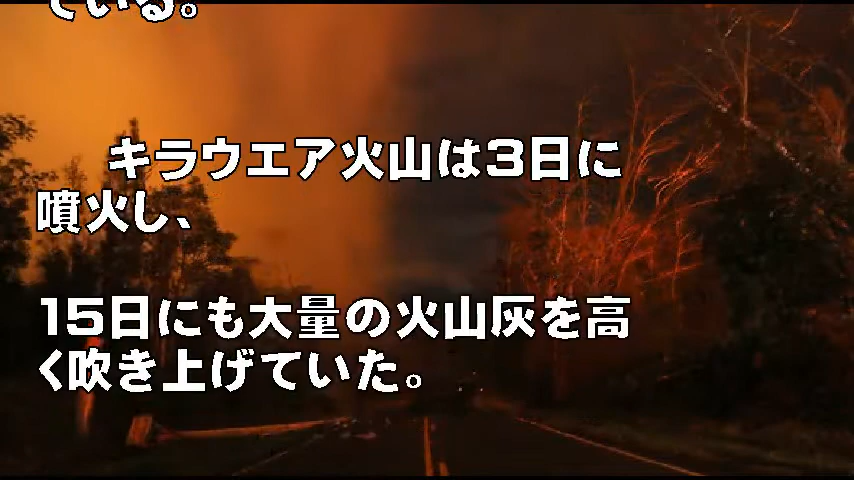 ている。
キラウエア火山は3日に
噴火し、
15日にも大量の火山灰を高
く吹き上げていた。